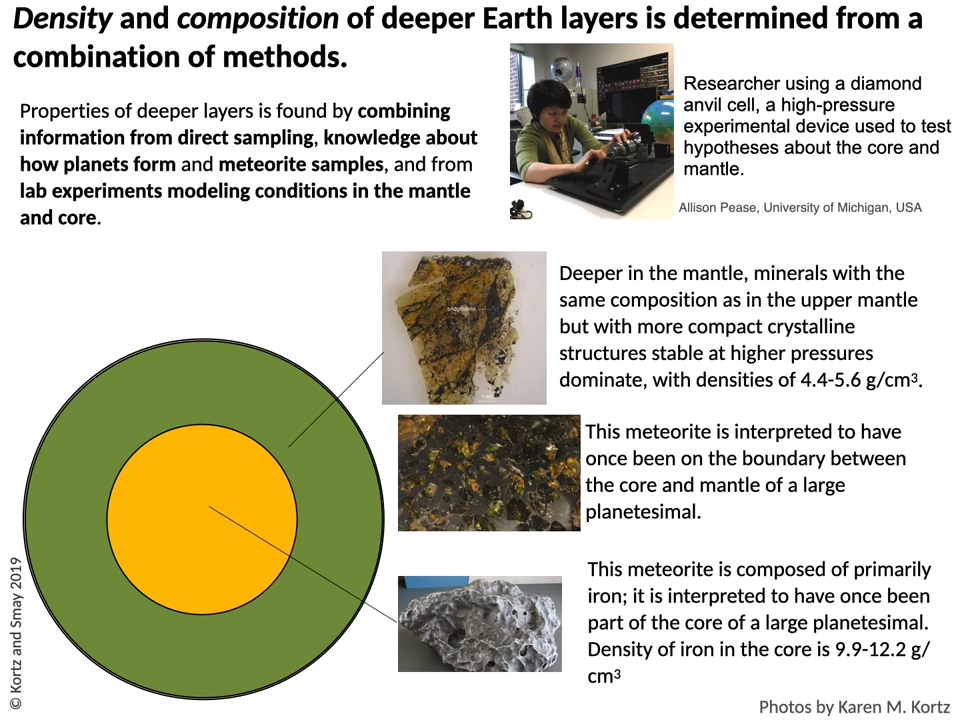 Density and composition of deeper Earth layers is determined from a
combination of methods.
Properties of deeper layers is found by combining
information from direct sampling, knowledge about
how planets form and meteorite samples, and from
lab experiments modeling conditions in the mantle
and core.
Researcher using a diamond
anvil cell, a high-pressure
experimental device used to test
hypotheses about the core and
mantle.
Allison Pease, University of Michigan, USA
bridgmanite
Deeper in the mantle, minerals with the
same composition as in the upper mantle
but with more compact crystalline
structures stable at higher pressures
dominate, with densities of 4.4-5.6 g/cm³.
This meteorite is interpreted to have
once been on the boundary between
the core and mantle of a large
planetesimal.
This meteorite is composed of primarily
iron; it is interpreted to have once been
part of the core of a large planetesimal.
Density of iron in the core is 9.9-12.2 g/
cm³
© Kortz and Smay 2019
Photos by Karen M. Kortz